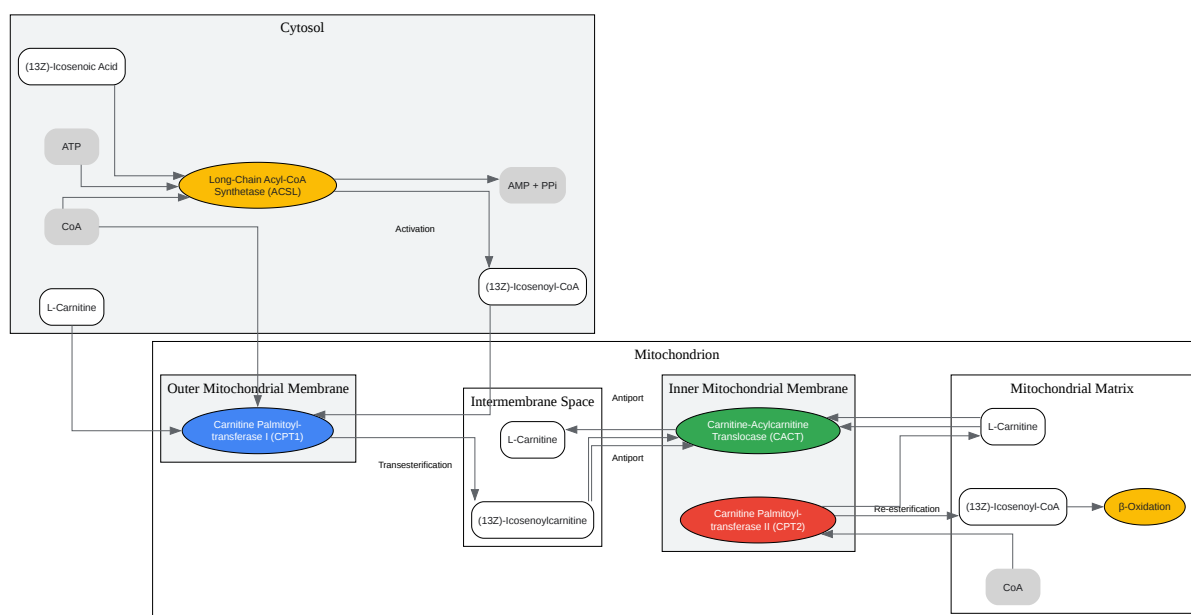 Cytosol
(13Z)-Icosenoic Acid
ATP
Long-Chain Acyl-CoA
Synthetase (ACSL)
AMP + PPi
CoA
Activation
(13Z)-Icosenoyl-CoA
L-Carnitine
Mitochondrion
Outer Mitochondrial Membrane
Carnitine Palmitoyl-
transferase I (CPT1)
Transesterification
Intermembrane Space
L-Carnitine
(13Z)-Icosenoylcarnitine
Antiport
Antiport
Inner Mitochondrial Membrane
Carnitine-Acylcarnitine
Translocase (CACT)
Carnitine Palmitoyl-
transferase II (CPT2)
Re-esterification
Mitochondrial Matrix
L-Carnitine
(13Z)-Icosenoyl-CoA
β-Oxidation
CoA